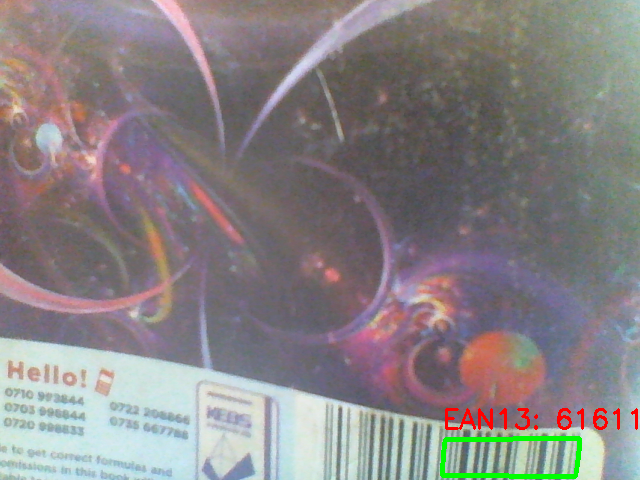 Hello!
0710 993844
0703 998844
0720 998833
0722 208866
0735 667788
KEBS
e to get correct formulas and
omissions in this book
EAN13: 61611